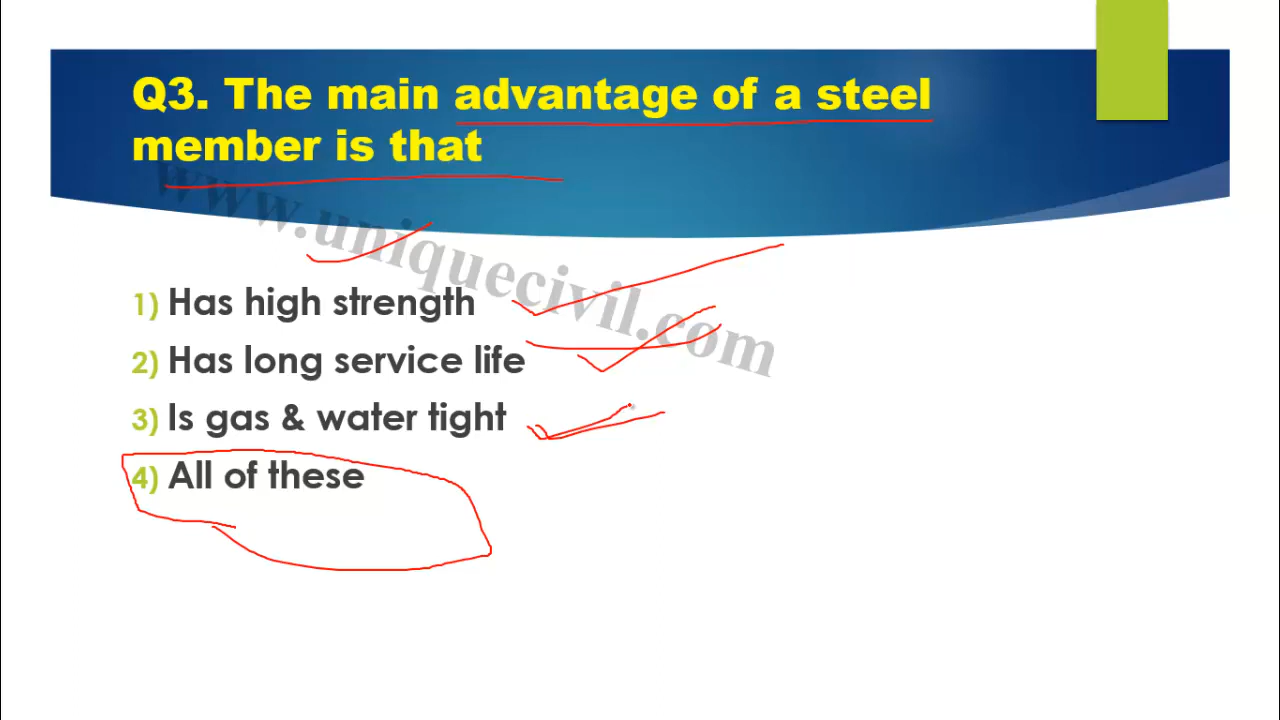 Q3. The main advantage of a steel
member is that
www.uniquecivil.com
1) Has high strength
2) Has long service life
3) Is gas & water tight
4) All of these